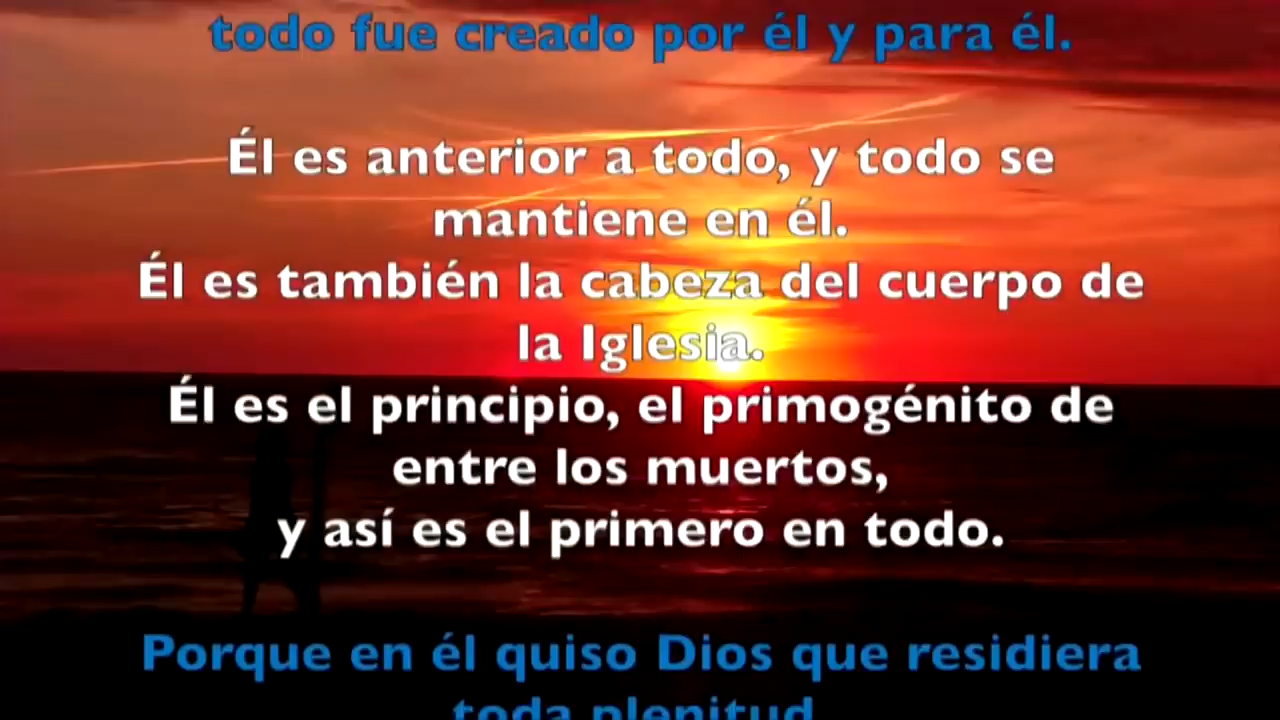 todo fue creado por él y para él.
Él es anterior a todo, y todo se
mantiene en él.
Él es también la cabeza del cuerpo de
la Iglesia.
Él es el principio, el primogénito de
entre los muertos,
y así es el primero en todo.
Porque en él quiso Dios que residiera
toda plenitud